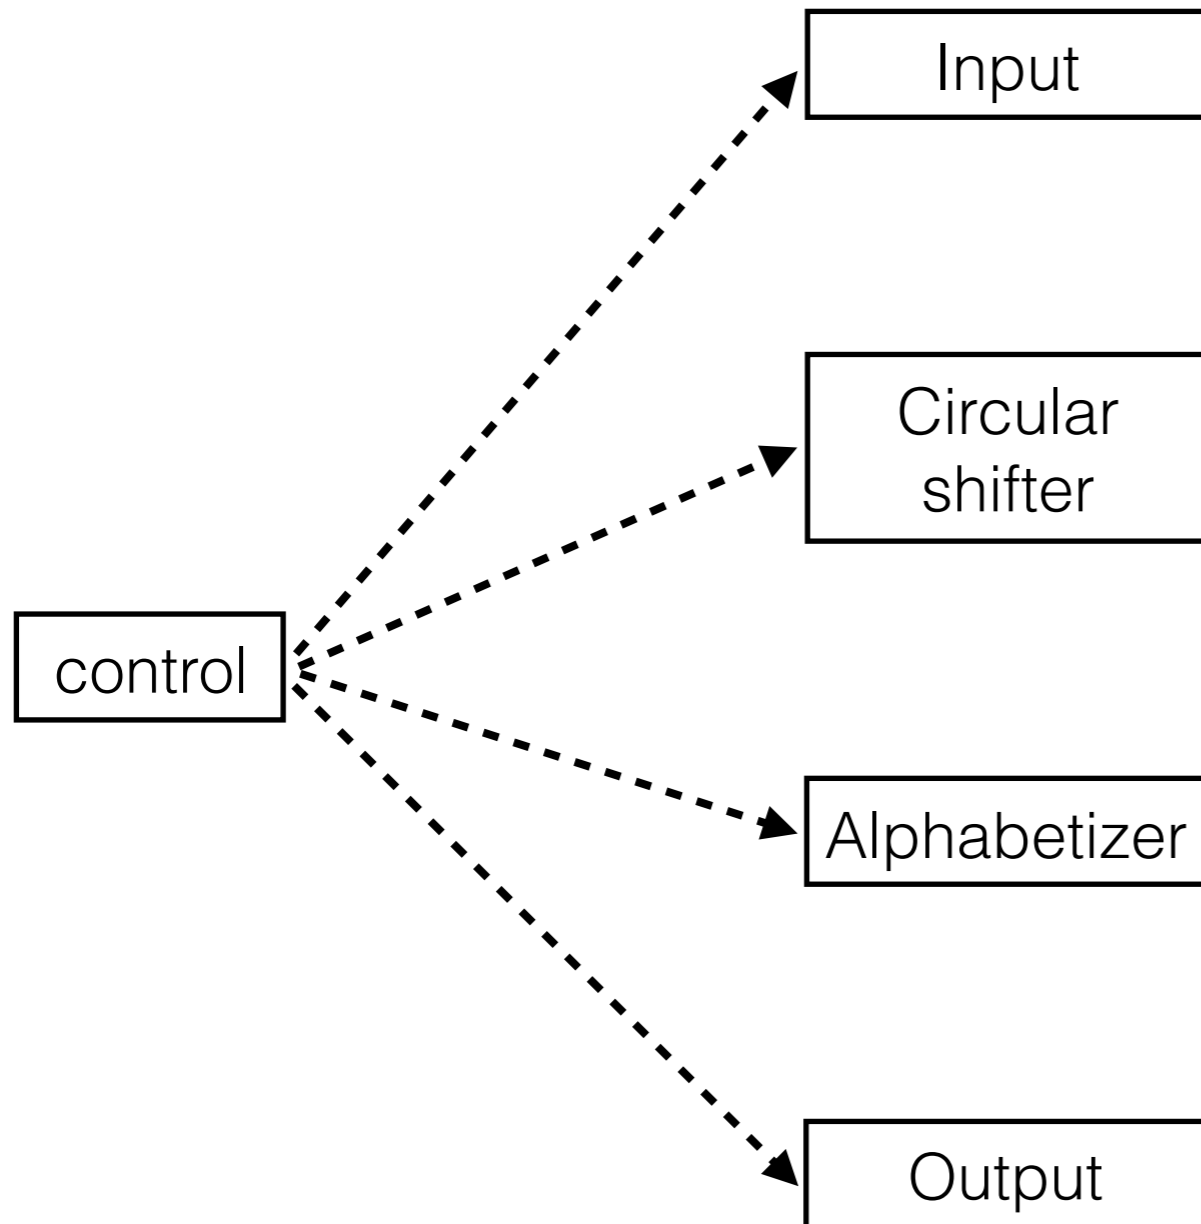 Input
Circular
shifter
control
Alphabetizer
Output